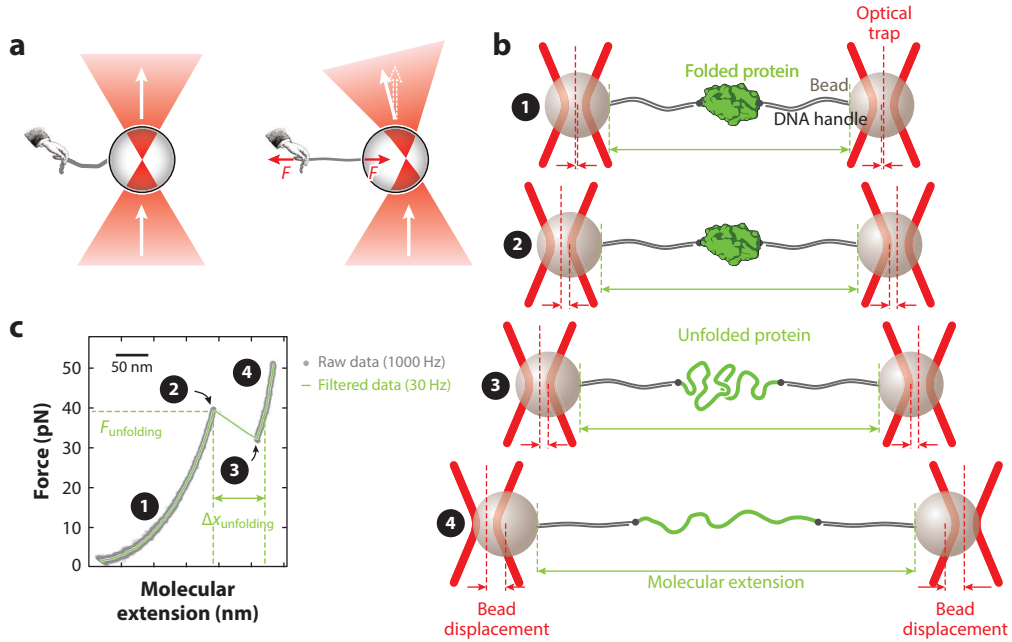 a
F
F
b
Optical
trap
Folded protein
Bead
DNA handle
1
2
Unfolded protein
3
4
Molecular extension
Bead
displacement
Bead
displacement
c
50 nm
Raw data (1000 Hz)
Filtered data (30 Hz)
50
40
30
20
10
0
Force (pN)
Funfolding
1
2
3
4
Δxunfolding
Molecular
extension (nm)